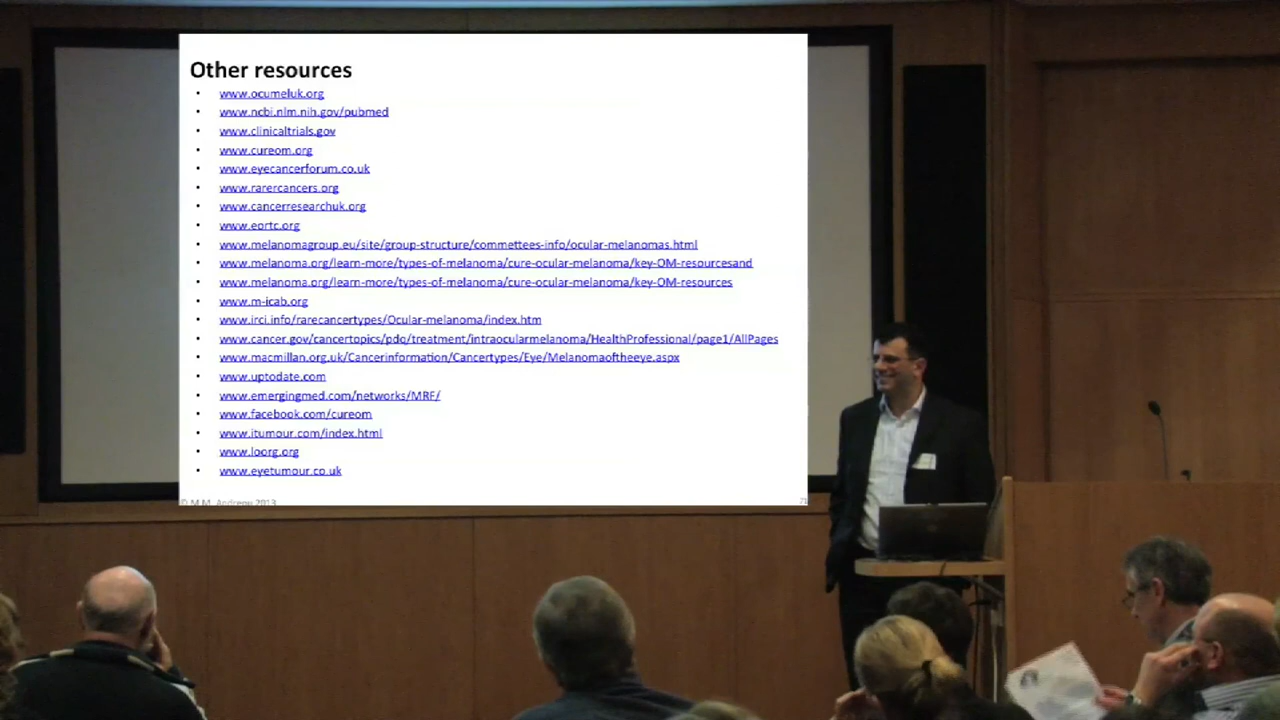 Other resources
• www.ocumeluk.org
• www.ncbi.nlm.nih.gov/pubmed
• www.clinicaltrials.gov
• www.cureom.org
• www.eyecancerforum.co.uk
• www.rarercancers.org
• www.cancerresearchuk.org
• www.eortc.org
• www.melanomagroup.eu/site/group-structure/commettees-info/ocular-melanomas.html
• www.melanoma.org/learn-more/types-of-melanoma/cure-ocular-melanoma/key-OM-resourcesand
• www.melanoma.org/learn-more/types-of-melanoma/cure-ocular-melanoma/key-OM-resources
• www.m-icab.org
• www.irci.info/rarecancertypes/Ocular-melanoma/index.htm
• www.cancer.gov/cancertopics/pdq/treatment/intraocularmelanoma/HealthProfessional/page1/AllPages
• www.macmillan.org.uk/Cancerinformation/Cancertypes/Eye/Melanomaoftheeye.aspx
• www.uptodate.com
• www.emergingmed.com/networks/MRF/
• www.facebook.com/cureom
• www.itumour.com/index.html
• www.loorg.org
• www.eyetumour.co.uk
© M.M. 2013